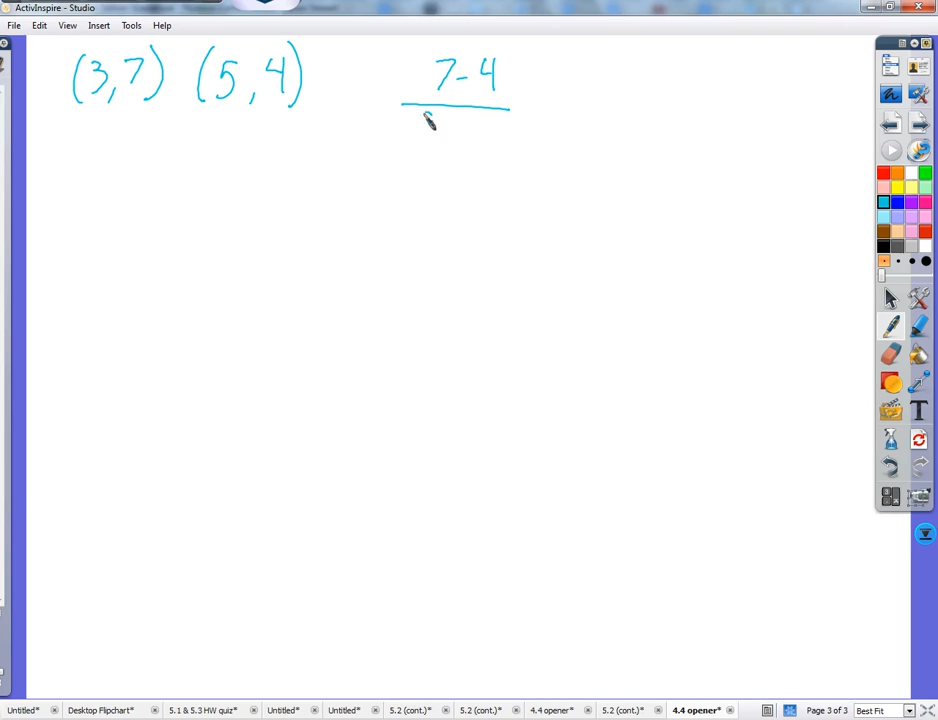 ActivInspire - Studio
File Edit View Insert Tools Help
(3,7) (5,4) 7-4
T
Untitled* Desktop Flipchart* 5.1 & 5.3 HW quiz* Untitled* Untitled* 5.2 (cont.)* 5.2 (cont.)* 4.4 opener* 5.2 (cont.)* 4.4 opener* Page 3 of 3 Best Fit